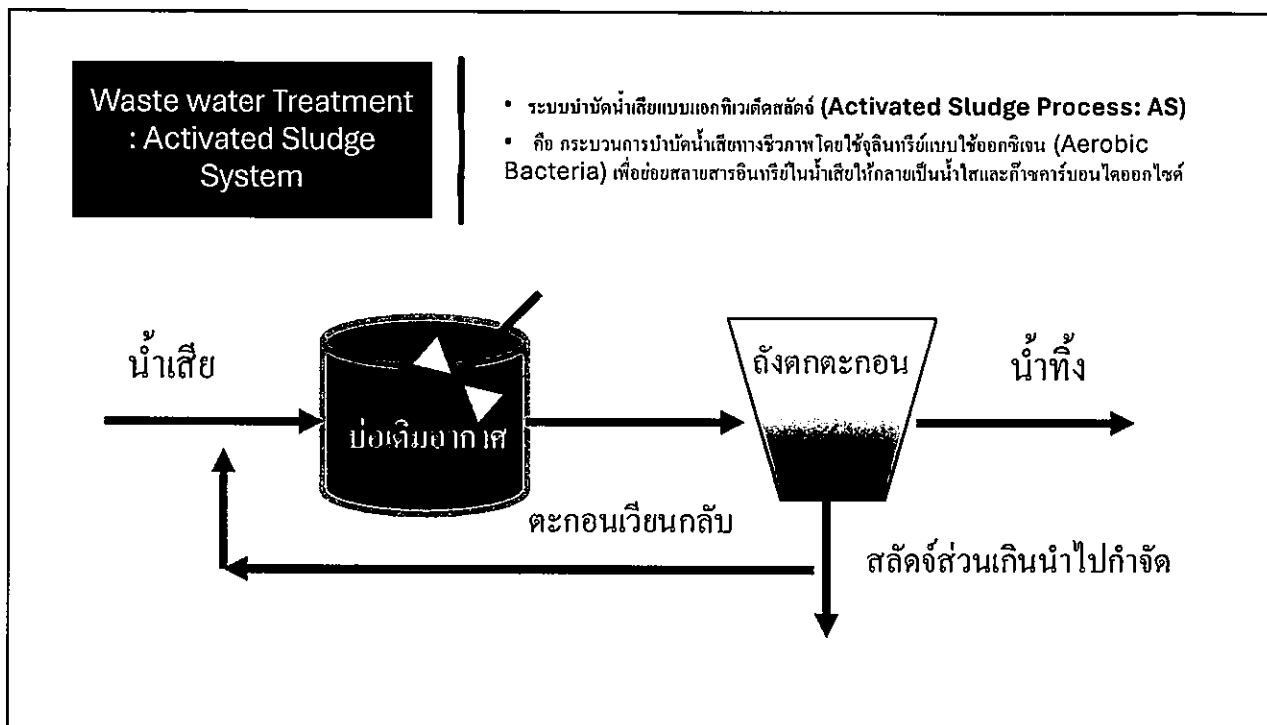 Waste water Treatment
: Activated Sludge
System
• ระบบบำบัดน้ำเสียแบบแอกทิเวเต็ดสลัดจ์ (Activated Sludge Process: AS)
• คือ กระบวนการบำบัดน้ำเสียทางชีวภาพโดยใช้จุลินทรีย์แบบใช้ออกซิเจน (Aerobic
Bacteria) เพื่อย่อยสลายสารอินทรีย์ในน้ำเสียให้กลายเป็นน้ำใสและก๊าซคาร์บอนไดออกไซด์
น้ำเสีย
บ่อเติมอากาศ
ถังตกตะกอน
น้ำทิ้ง
ตะกอนเวียนกลับ
สลัดจ์ส่วนเกินนำไปกำจัด